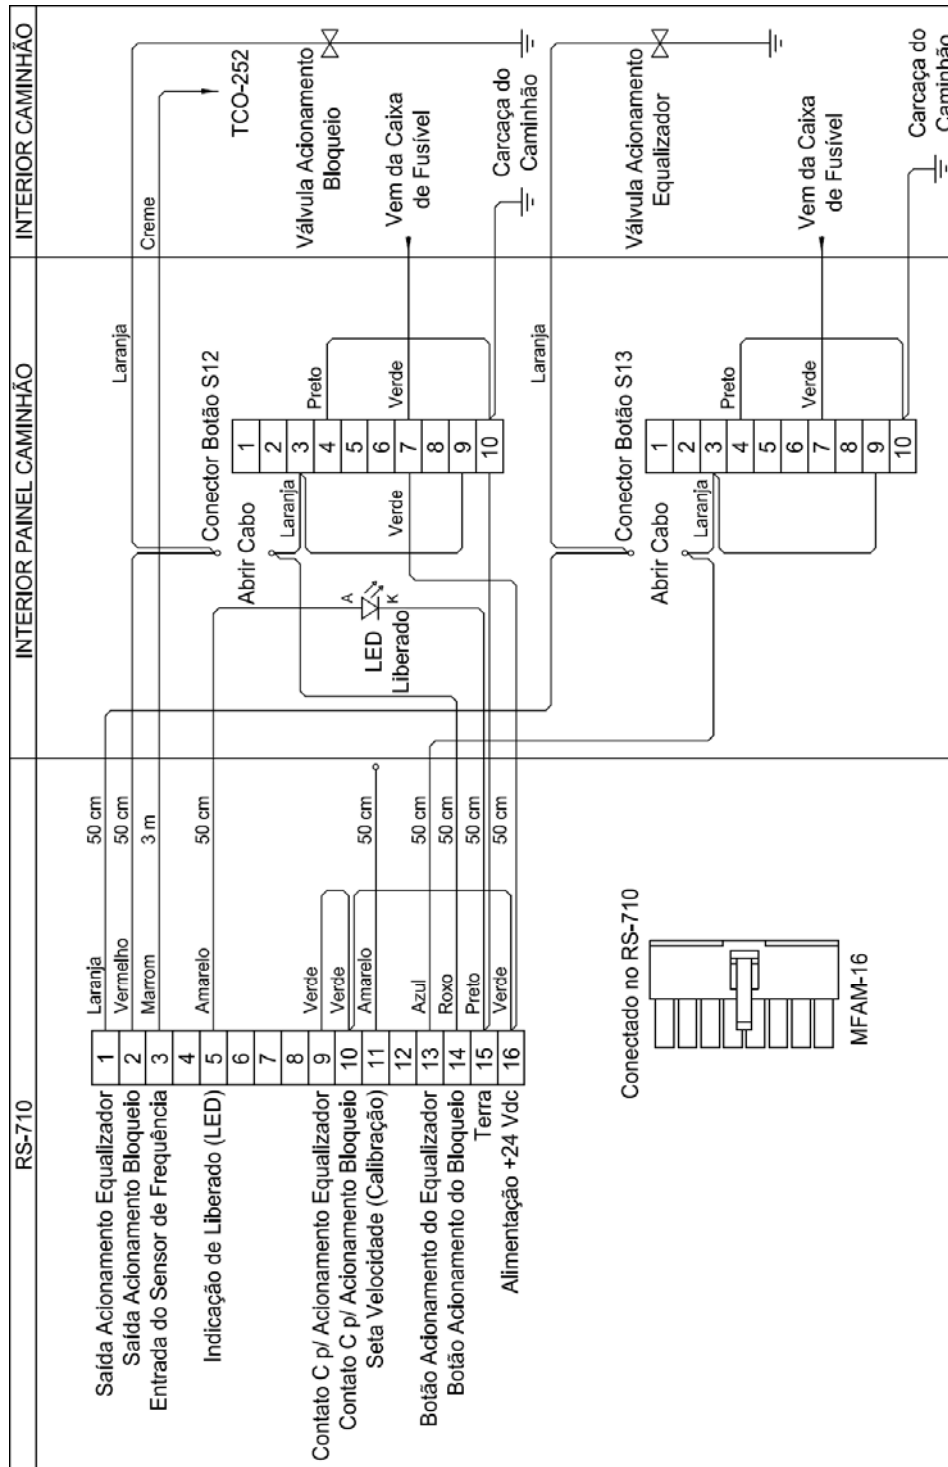 RS-710
INTERIOR PAINEL CAMINHÃO
INTERIOR CAMINHÃO
Saída Acionamento Equalizador
1
Laranja
50 cm
Saída Acionamento Bloqueio
2
Vermelho
50 cm
Entrada do Sensor de Frequência
3
Marrom
3 m
4
Indicação de Liberado (LED)
5
Amarelo
50 cm
6
7
8
Contato C p/ Acionamento Equalizador
9
Verde
Contato C p/ Acionamento Bloqueio
10
Verde
Seta Velocidade (Calibração)
11
Amarelo
50 cm
12
Botão Acionamento do Equalizador
13
Azul
50 cm
Botão Acionamento do Bloqueio
14
Roxo
50 cm
Terra
15
Preto
50 cm
Alimentação +24 Vdc
16
Verde
50 cm
Conectado no RS-710
MFAM-16
Laranja
Creme
TCO-252
Conector Botão S12
Abrir Cabo
Laranja
Verde
A
K
LED
Liberado
1
2
3
4
5
6
7
8
9
10
Preto
Verde
Válvula Acionamento
Bloqueio
Vem da Caixa
de Fusível
Carcaça do
Caminhão
Laranja
Conector Botão S13
Abrir Cabo
Laranja
1
2
3
4
5
6
7
8
9
10
Preto
Verde
Válvula Acionamento
Equalizador
Vem da Caixa
de Fusível
Carcaça do
Caminhão